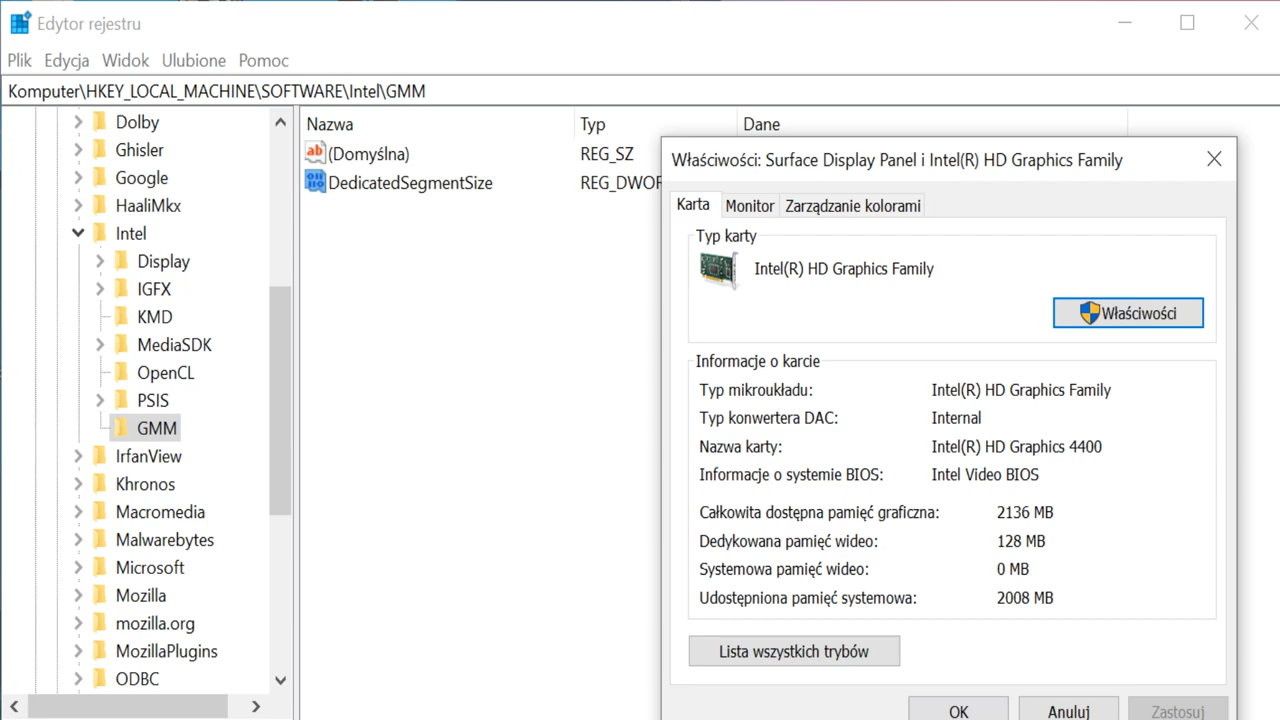 Edytor rejestru
Plik Edycja Widok Ulubione Pomoc
Komputer\HKEY_LOCAL_MACHINE\SOFTWARE\Intel\GMM
Dolby
Ghisler
Google
HaaliMkx
Intel
Display
IGFX
KMD
MediaSDK
OpenCL
PSIS
GMM
IrfanView
Khronos
Macromedia
Malwarebytes
Microsoft
Mozilla
mozilla.org
MozillaPlugins
ODBC
Nazwa Typ Dane
ab (Domyślna) REG_SZ
DedicatedSegmentSize REG_DWOR
Właściwości: Surface Display Panel i Intel(R) HD Graphics Family
Karta Monitor Zarządzanie kolorami
Typ karty
Intel(R) HD Graphics Family
Właściwości
Informacje o karcie
Typ mikroukładu: Intel(R) HD Graphics Family
Typ konwertera DAC: Internal
Nazwa karty: Intel(R) HD Graphics 4400
Informacje o systemie BIOS: Intel Video BIOS
Całkowita dostępna pamięć graficzna: 2136 MB
Dedykowana pamięć wideo: 128 MB
Systemowa pamięć wideo: 0 MB
Udostępniona pamięć systemowa: 2008 MB
Lista wszystkich trybów
OK Anuluj Zastosuj